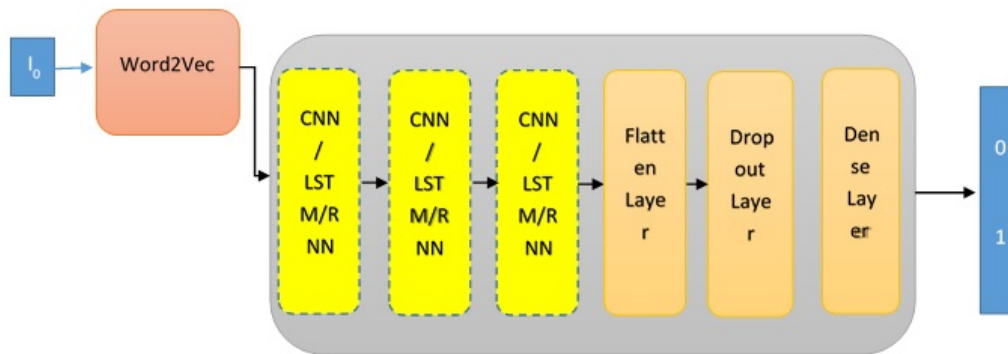 I₀
Word2Vec
CNN
/
LST
M/R
NN
CNN
/
LST
M/R
NN
CNN
/
LST
M/R
NN
Flatt
en
Laye
r
Drop
out
Laye
r
Den
se
Lay
er
0
1